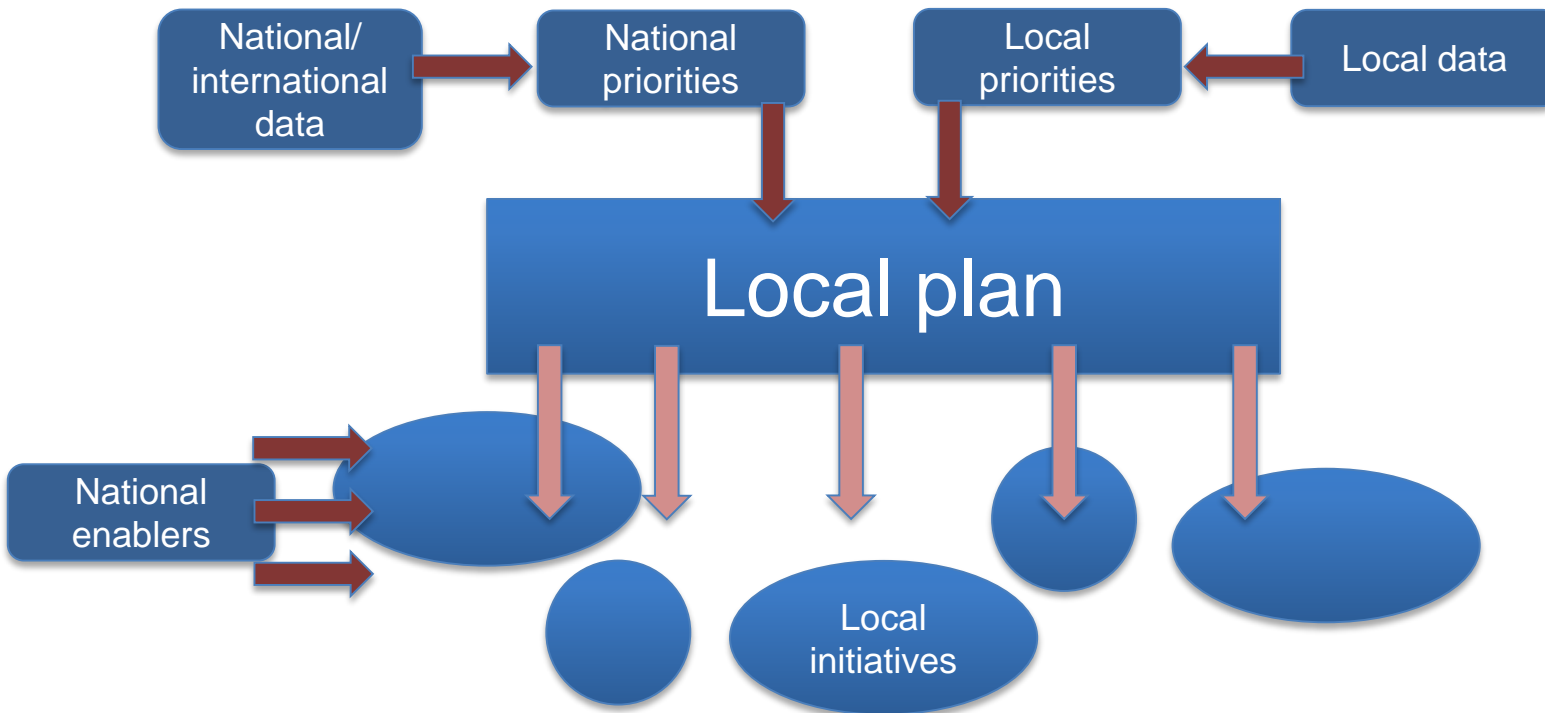 National/
international
data
National
priorities
Local
priorities
Local data
Local plan
National
enablers
Local
initiatives